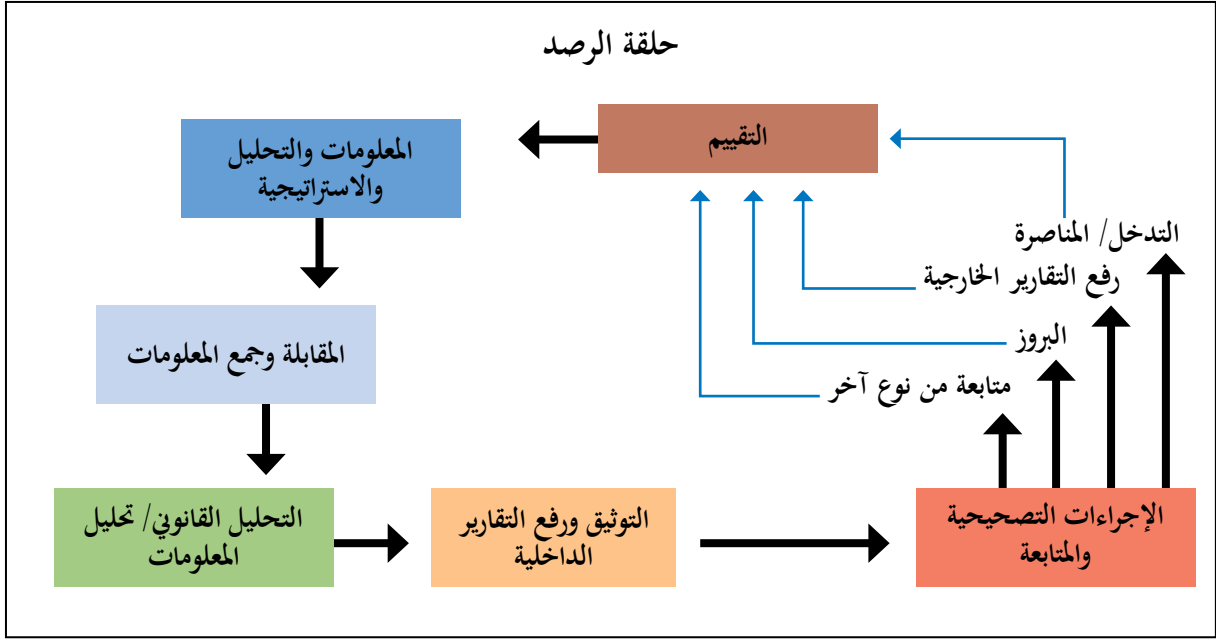 حلقة الرصد
التقييم
المعلومات والتحليل
والاستراتيجية
التدخل/ المناصرة
رفع التقارير الخارجية
البروز
متابعة من نوع آخر
المقابلة وجمع المعلومات
التحليل القانوني/ تحليل
المعلومات
التوثيق ورفع التقارير
الداخلية
الإجراءات التصحيحية
والمتابعة